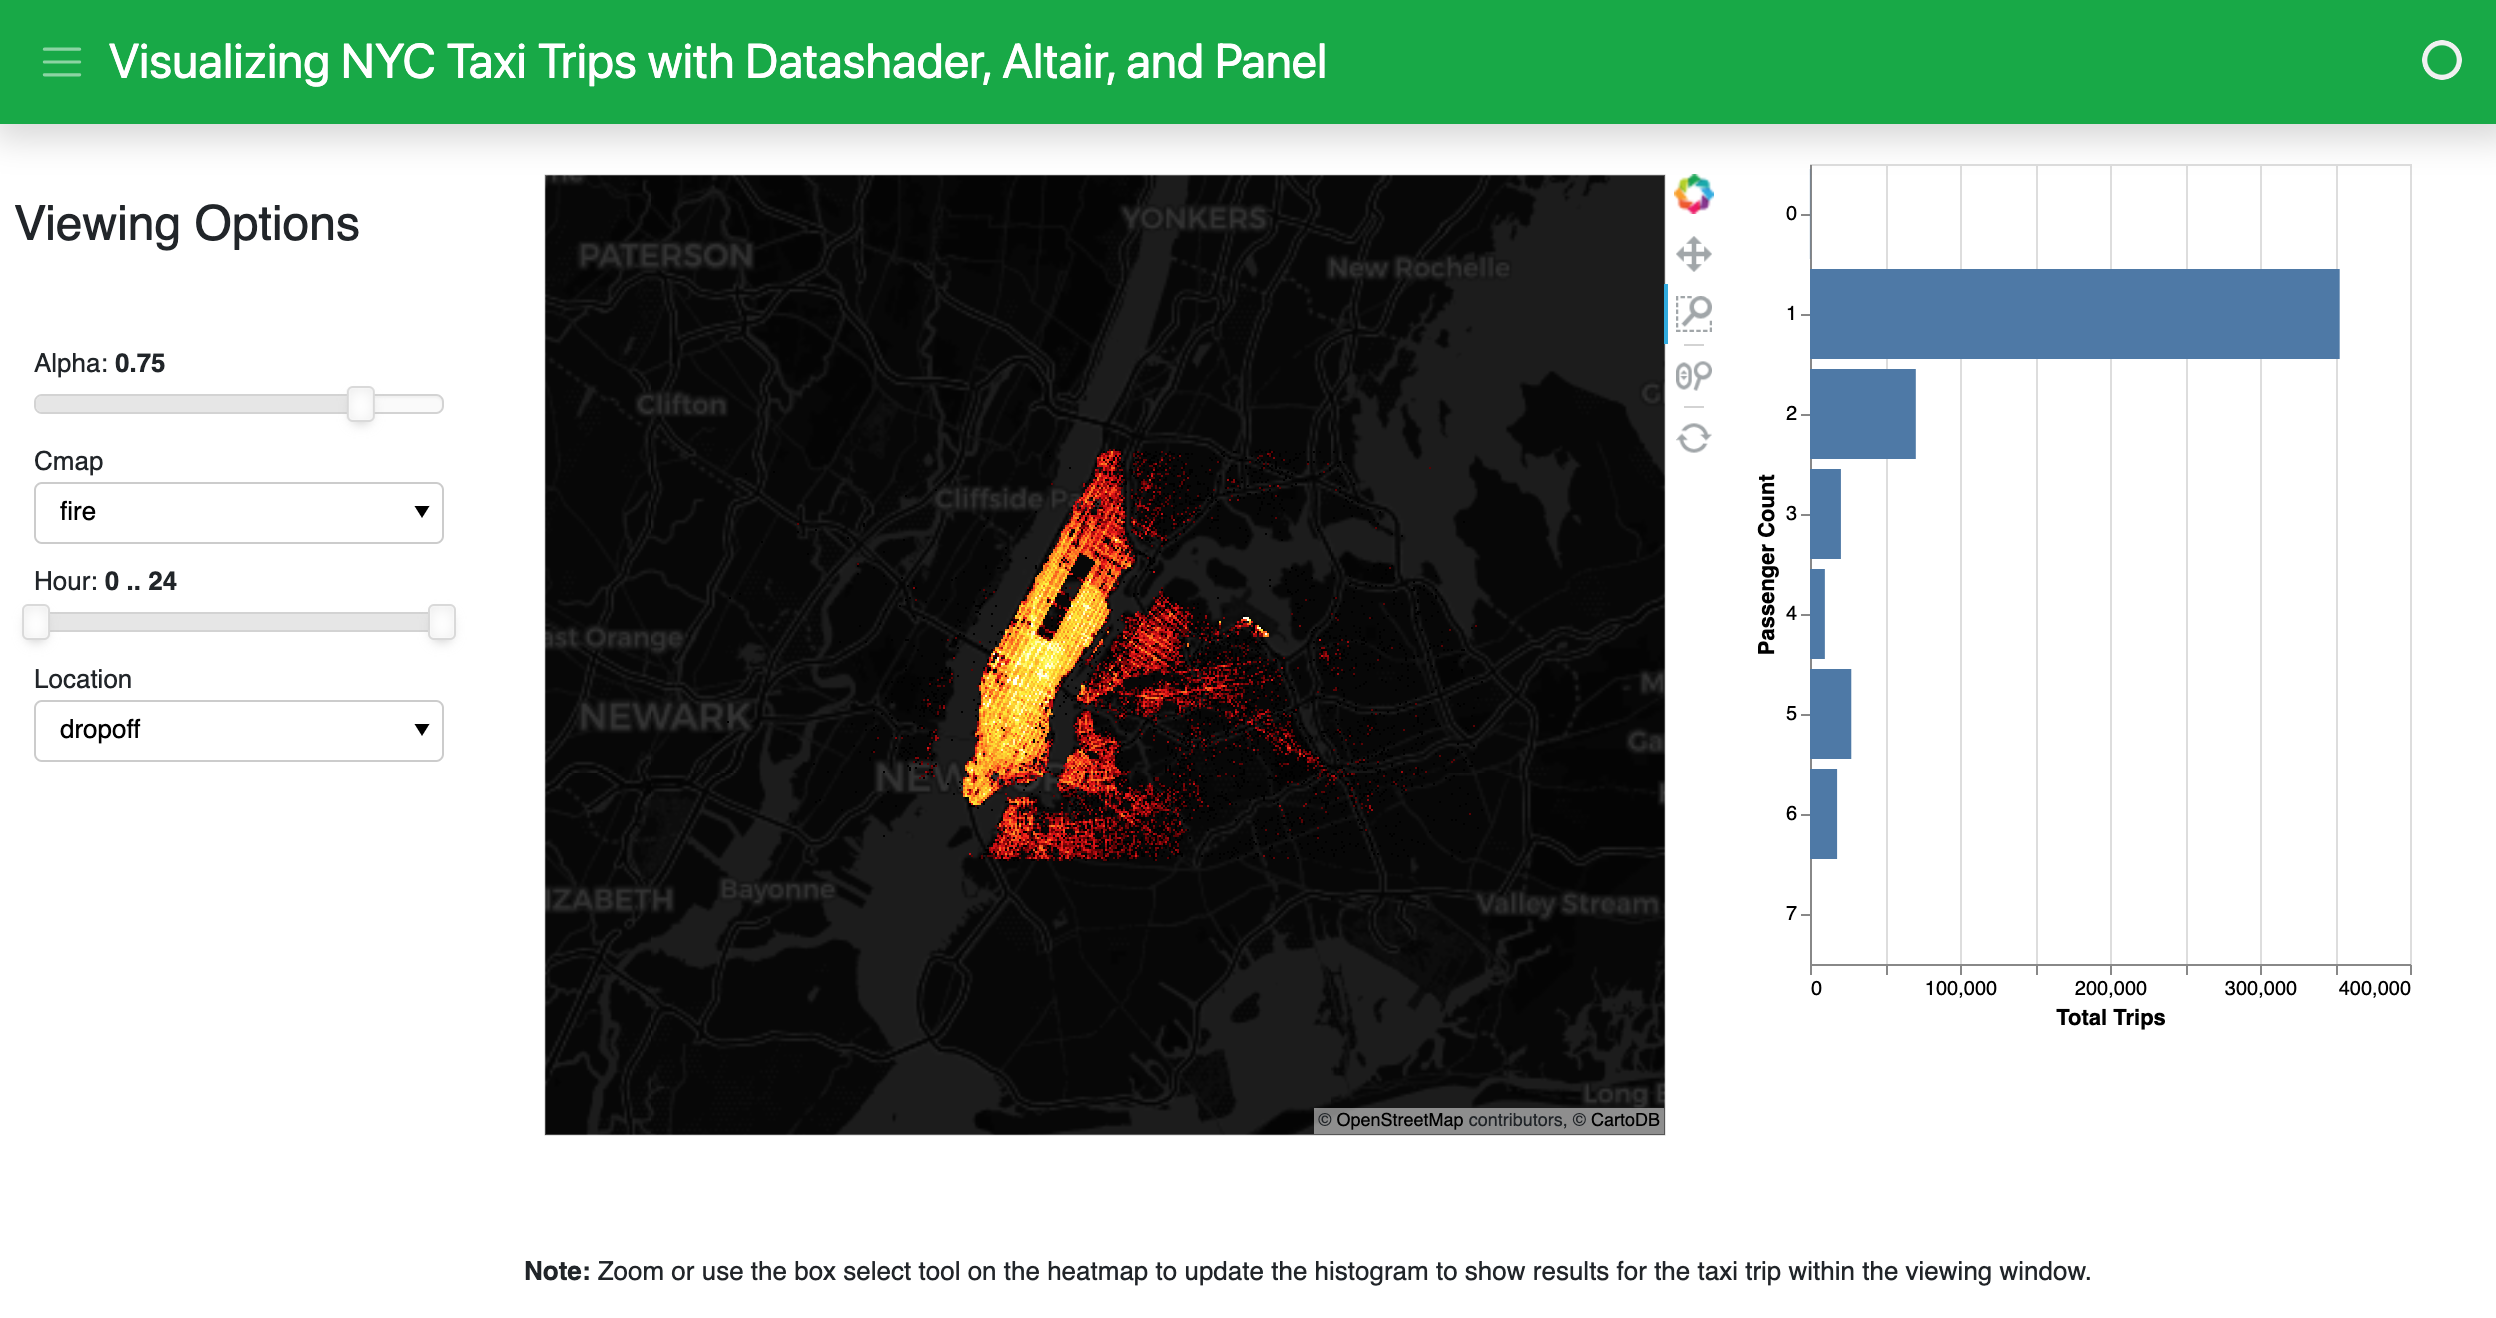 Visualizing NYC Taxi Trips with Datashader, Altair, and Panel
Viewing Options
Alpha: 0.75
Cmap
fire
Hour: 0 .. 24
Location
dropoff
YONKERS
PATERSON
New Rochelle
Clifton
Cliffside
NEWARK
Bayonne
Valley Stream
Long
© OpenStreetMap contributors, © CartoDB
Passenger Count
0
1
2
3
4
5
6
7
0 100,000 200,000 300,000 400,000
Total Trips
Note: Zoom or use the box select tool on the heatmap to update the histogram to show results for the taxi trip within the viewing window.